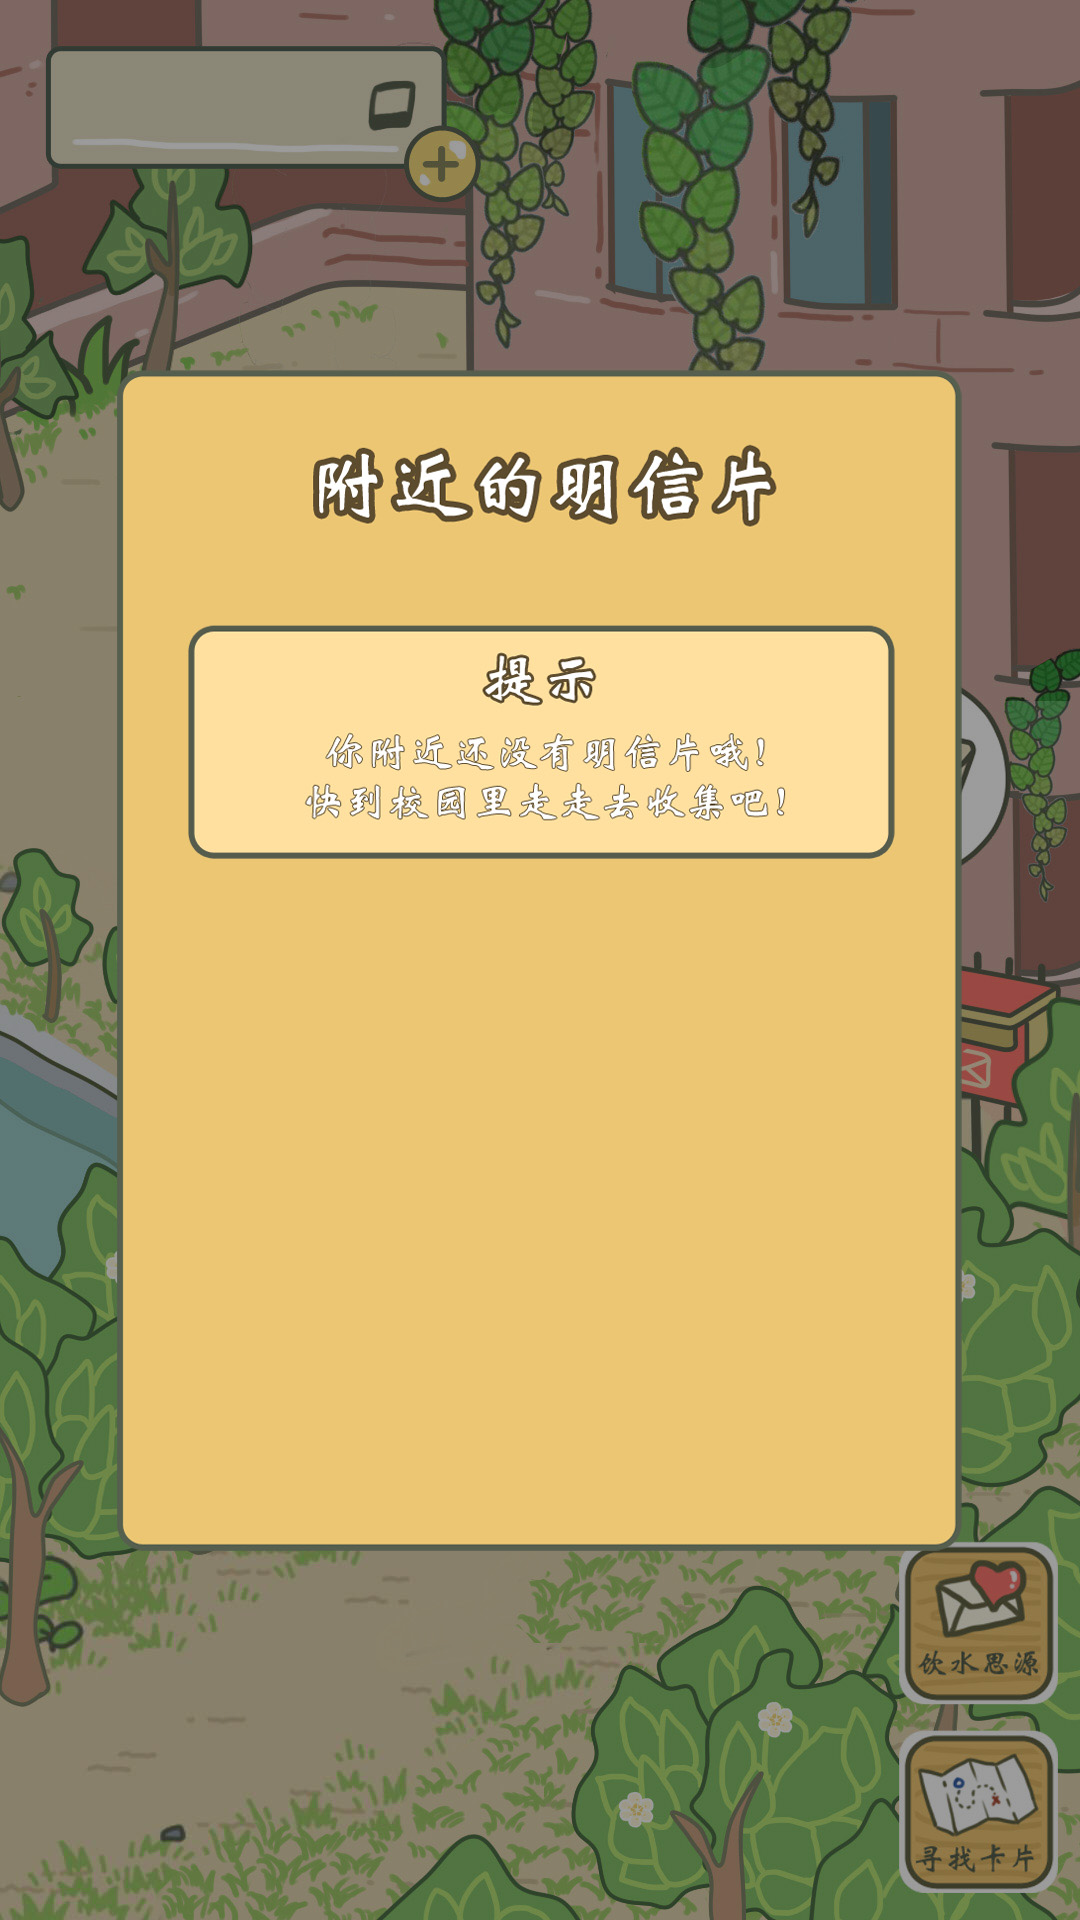 附近的明信片
提示
你附近还没有明信片哦！
快到校园里走走去收集吧！
饮水思源
寻找卡片